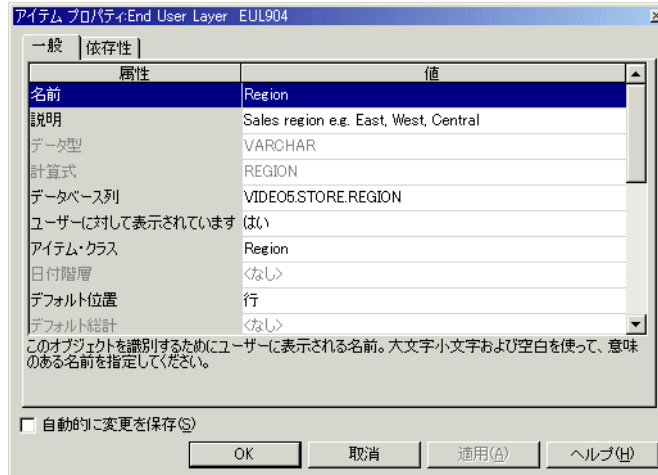 アイテム プロパティ:End User Layer EUL904
一般 依存性
属性 値
名前 Region
説明 Sales region e.g. East, West, Central
データ型 VARCHAR
計算式 REGION
データベース列 VIDEO5.STORE.REGION
ユーザーに対して表示されています はい
アイテム・クラス Region
日付階層 <なし>
デフォルト位置 行
デフォルト総計 <なし>
このオブジェクトを識別するためにユーザーに表示される名前。大文字小文字および空白を使って、意味
のある名前を指定してください。
自動的に変更を保存(S)
OK 取消 適用(A) ヘルプ(H)